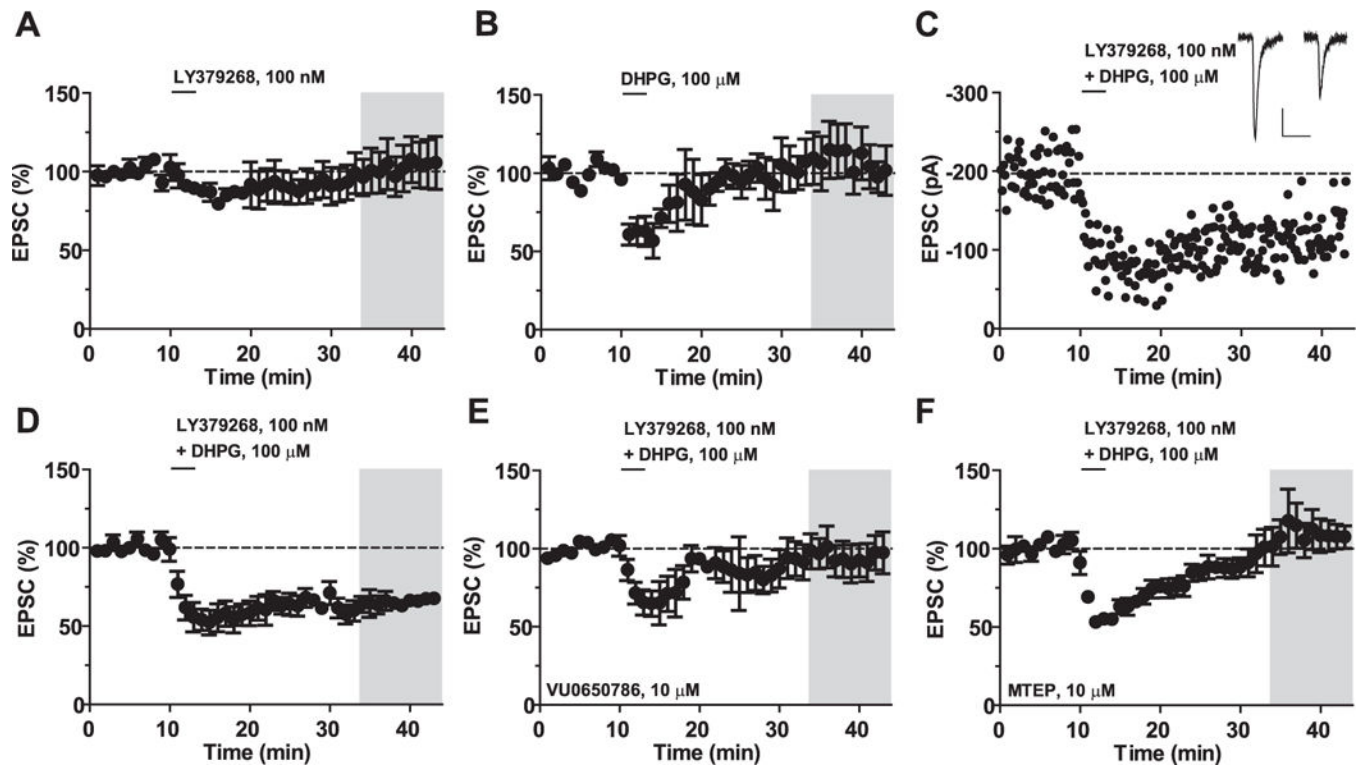 A
LY379268, 100 nM
150
100
50
0
EPSC (%)
0 10 20 30 40
Time (min)
B
DHPG, 100 μM
150
100
50
0
EPSC (%)
0 10 20 30 40
Time (min)
C
LY379268, 100 nM
+ DHPG, 100 μM
-300
-200
-100
0
EPSC (pA)
0 10 20 30 40
Time (min)
D
LY379268, 100 nM
+ DHPG, 100 μM
150
100
50
0
EPSC (%)
0 10 20 30 40
Time (min)
E
LY379268, 100 nM
+ DHPG, 100 μM
150
100
50
0
EPSC (%)
VU0650786, 10 μM
0 10 20 30 40
Time (min)
F
LY379268, 100 nM
+ DHPG, 100 μM
150
100
50
0
EPSC (%)
MTEP, 10 μM
0 10 20 30 40
Time (min)